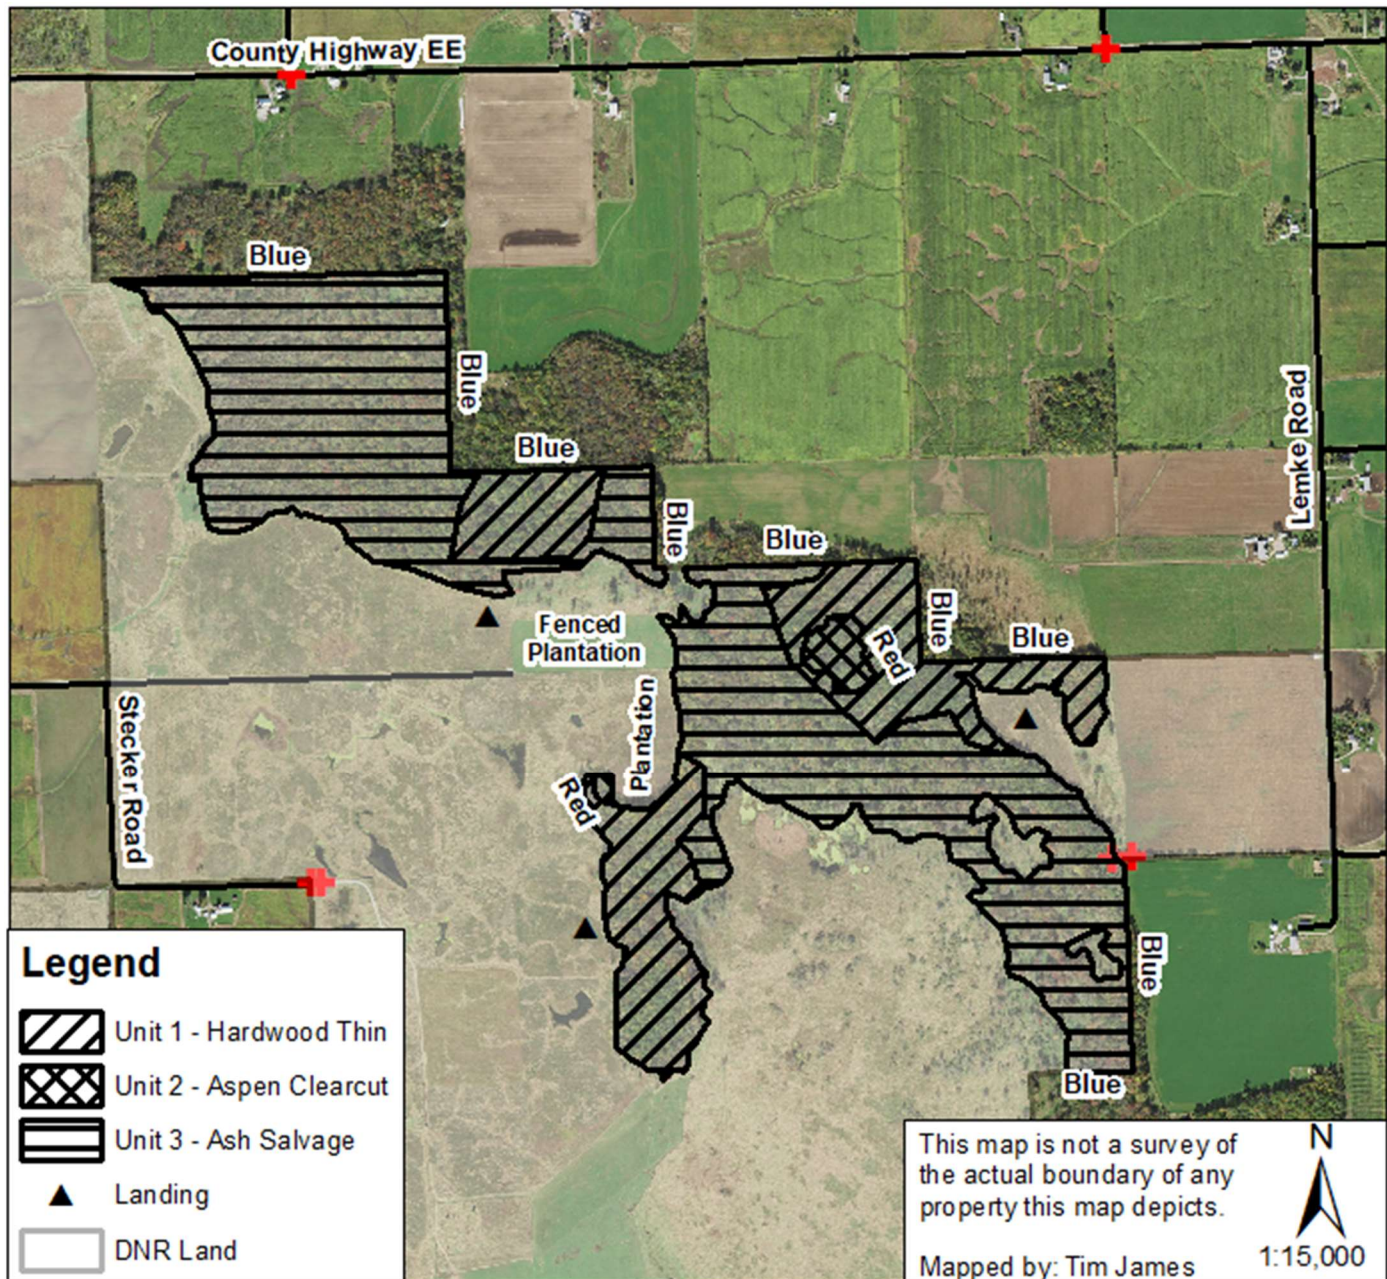 County Highway EE
Blue
Blue
Blue
Blue
Blue
Blue
Blue
Red
Lemke Road
Fenced
Plantation
Plantation
Red
Stecker Road
Blue
Blue
Legend
Unit 1 - Hardwood Thin
Unit 2 - Aspen Clearcut
Unit 3 - Ash Salvage
Landing
DNR Land
This map is not a survey of
the actual boundary of any
property this map depicts.
Mapped by: Tim James
N
1:15,000